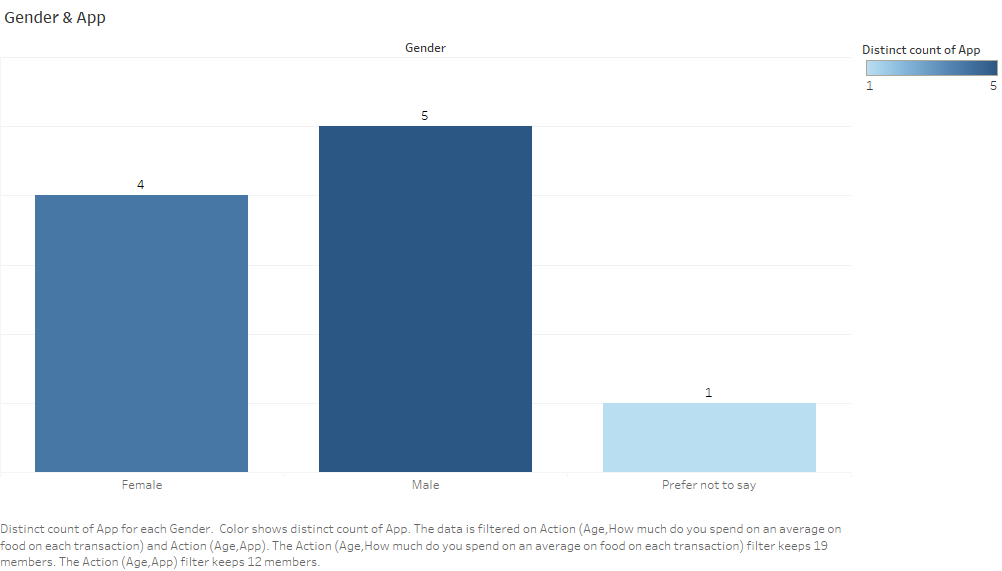 Gender & App
Gender
Distinct count of App
1 5
5
4
1
Female Male Prefer not to say
Distinct count of App for each Gender. Color shows distinct count of App. The data is filtered on Action (Age,How much do you spend on an average on
food on each transaction) and Action (Age,App). The Action (Age,How much do you spend on an average on food on each transaction) filter keeps 19
members. The Action (Age,App) filter keeps 12 members.